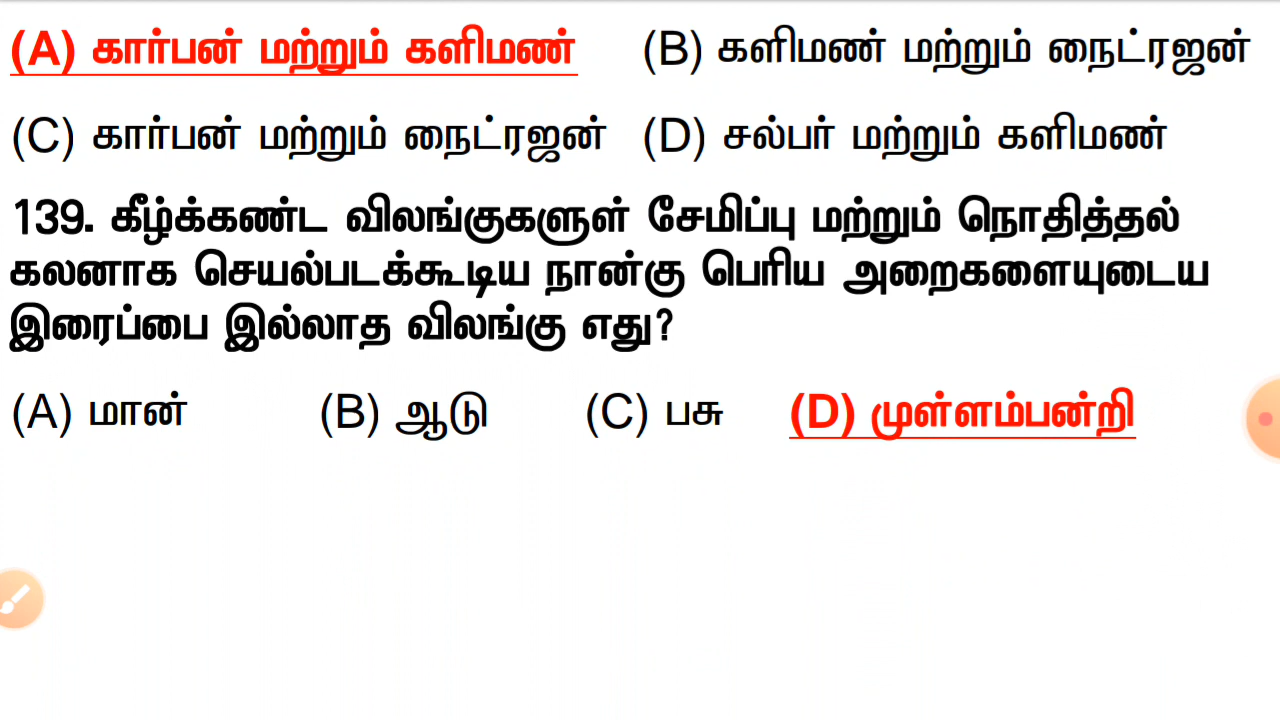 (A) கார்பன் மற்றும் களிமண் (B) களிமண் மற்றும் நைட்ரஜன்
(C) கார்பன் மற்றும் நைட்ரஜன் (D) சல்பர் மற்றும் களிமண்
139. கீழ்க்கண்ட விலங்குகளுள் சேமிப்பு மற்றும் நொதித்தல்
கலனாக செயல்படக்கூடிய நான்கு பெரிய அறைகளையுடைய
இரைப்பை இல்லாத விலங்கு எது?
(A) மான் (B) ஆடு (C) பசு (D) முள்ளம்பன்றி